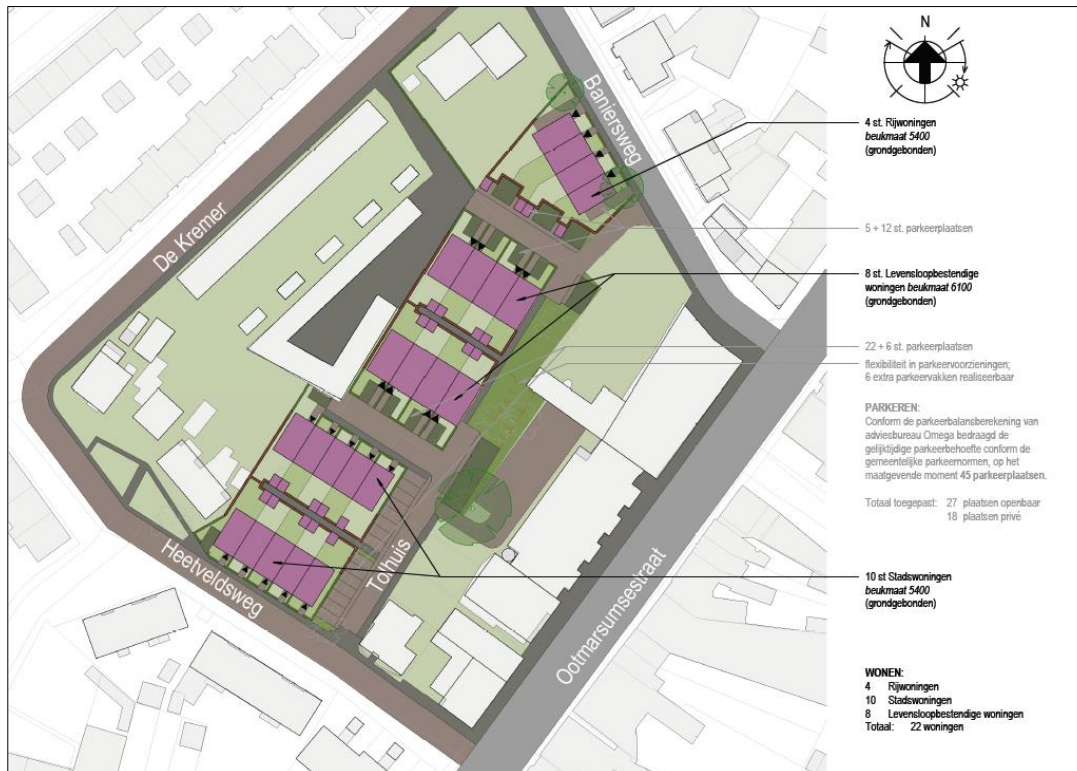 De Kremer
Baniersweg
Heetveldsweg
Tolhuis
Ootmarsumsestraat
N
4 st. Rijwoningen
beukmaat 5400
(grondgebonden)
5 + 12 st. parkeerplaatsen
8 st. Levensloopbestendige
woningen beukmaat 6100
(grondgebonden)
22 + 6 st. parkeerplaatsen
flexibiliteit in parkeervoorzieningen;
6 extra parkeervakken realiseerbaar
PARKEREN:
Conform de parkeerbalansberekening van
adviesbureau Omega bedraagd de
gelijktijdige parkeerbehoefte conform de
gemeentelijke parkeernormen, op het
maatgevende moment 45 parkeerplaatsen.
Totaal toegepast: 27 plaatsen openbaar
18 plaatsen privé
10 st Stadswoningen
beukmaat 5400
(grondgebonden)
WONEN:
4 Rijwoningen
10 Stadswoningen
8 Levensloopbestendige woningen
Totaal: 22 woningen